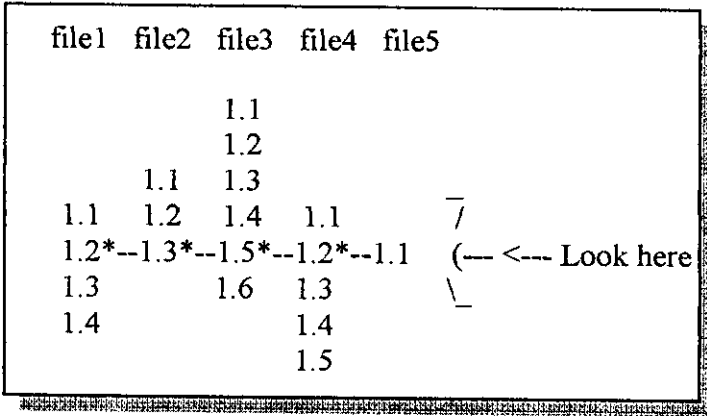 file1 file2 file3 file4 file5
1.1
1.2
1.1 1.3 _
1.1 1.2 1.4 1.1 /
1.2*--1.3*--1.5*--1.2*--1.1 (--- <--- Look here
1.3 1.6 1.3 \_
1.4 1.4
1.5